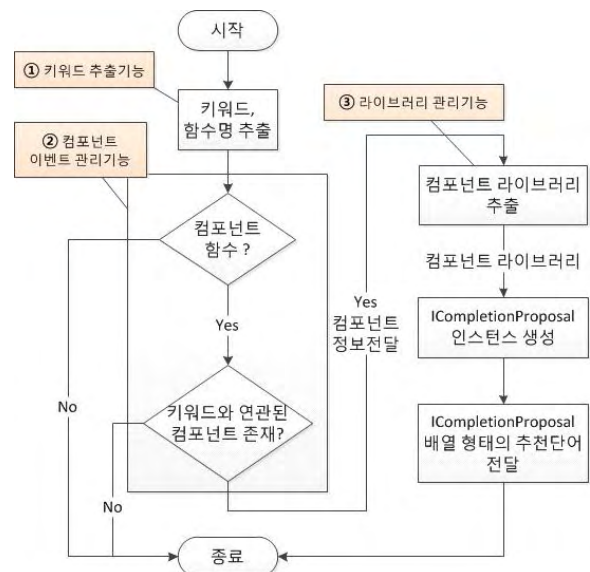 시작
① 키워드 추출기능
키워드,
함수명 추출
② 컴포넌트
이벤트 관리기능
컴포넌트
함수 ?
Yes
No
키워드와 연관된
컴포넌트 존재?
No
Yes
컴포넌트
정보전달
③ 라이브러리 관리기능
컴포넌트 라이브러리
추출
컴포넌트 라이브러리
ICompletionProposal
인스턴스 생성
ICompletionProposal
배열 형태의 추천단어
전달
종료